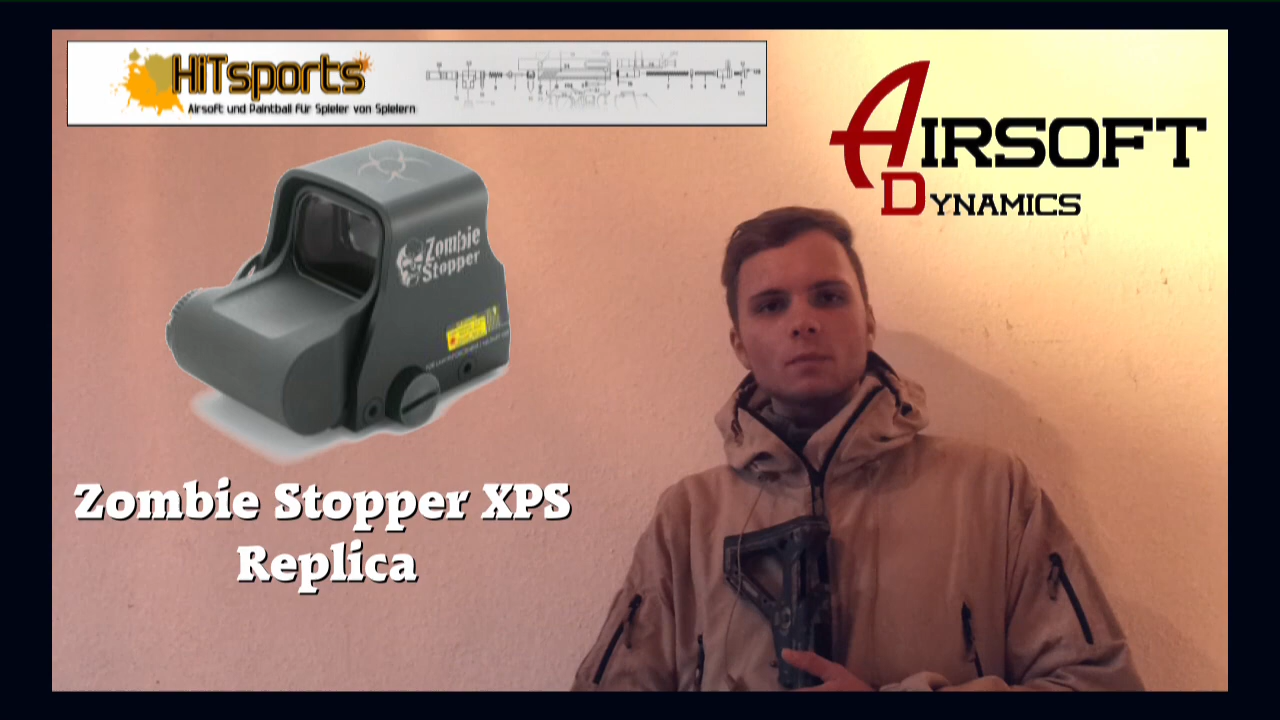 HiTsports
Airsoft und Paintball für Spieler von Spielern
AIRSOFT
DYNAMICS
Zombie
Stopper
Zombie Stopper XPS
Replica